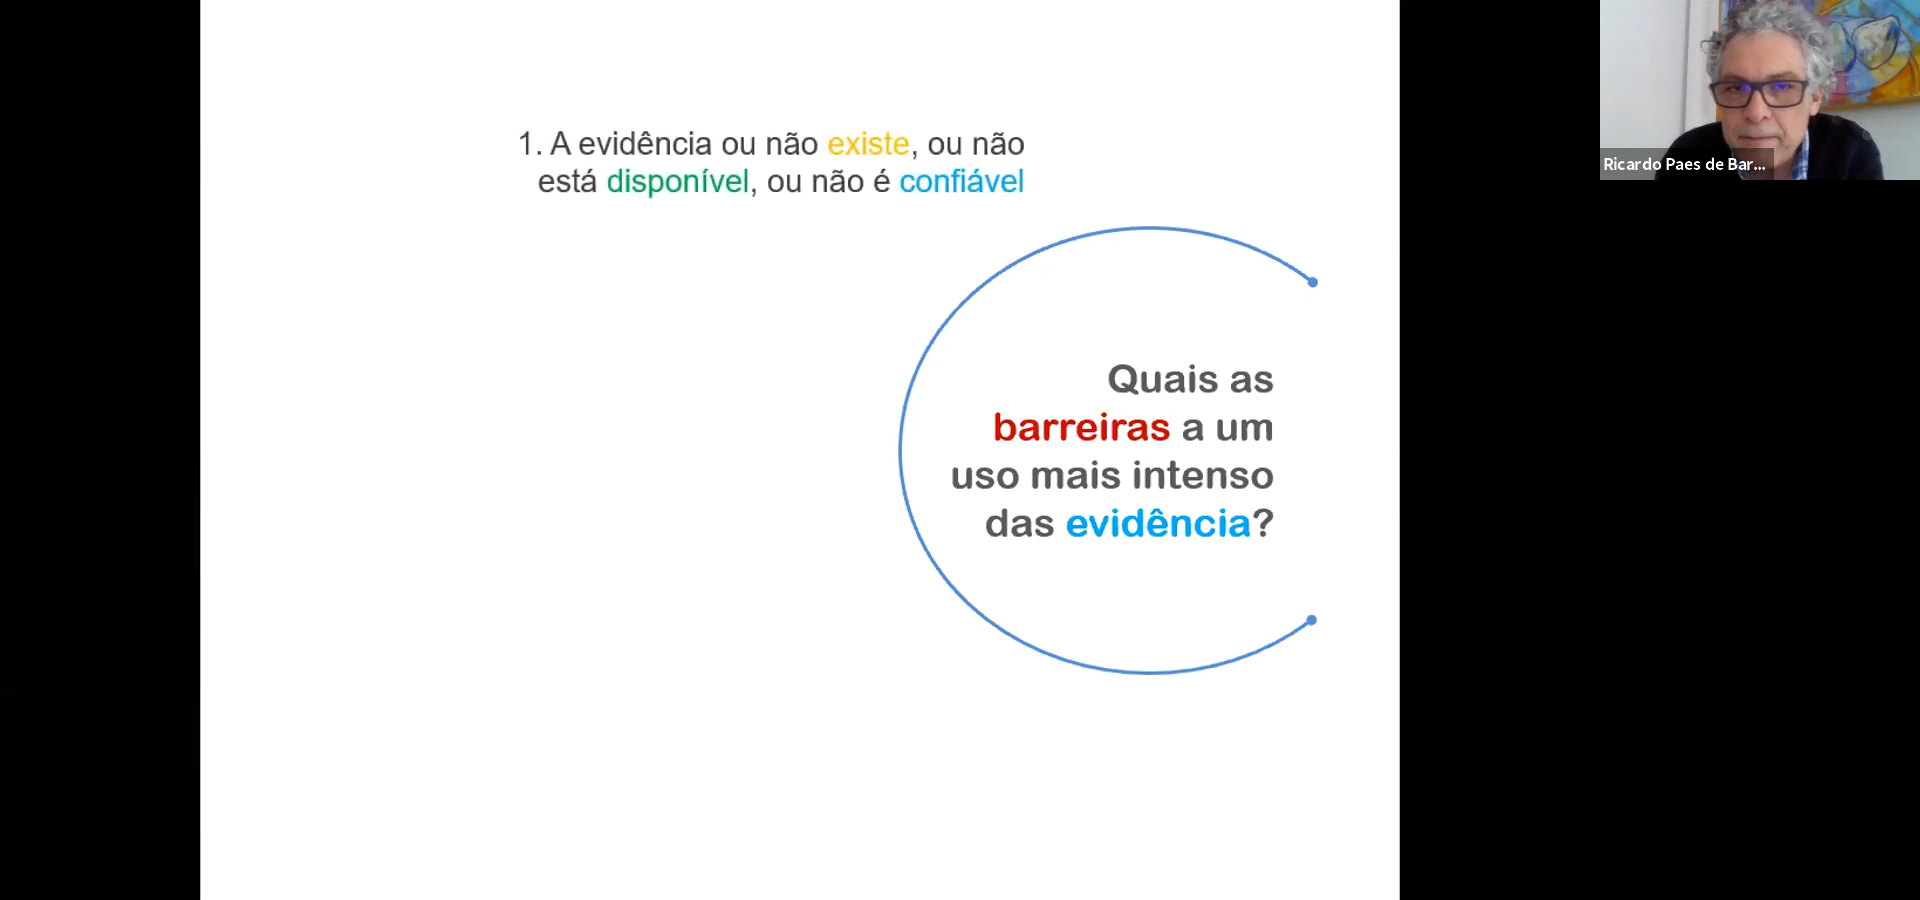 1. A evidência ou não existe, ou não
está disponível, ou não é confiável
Quais as
barreiras a um
uso mais intenso
das evidência?
Ricardo Paes de Bar...